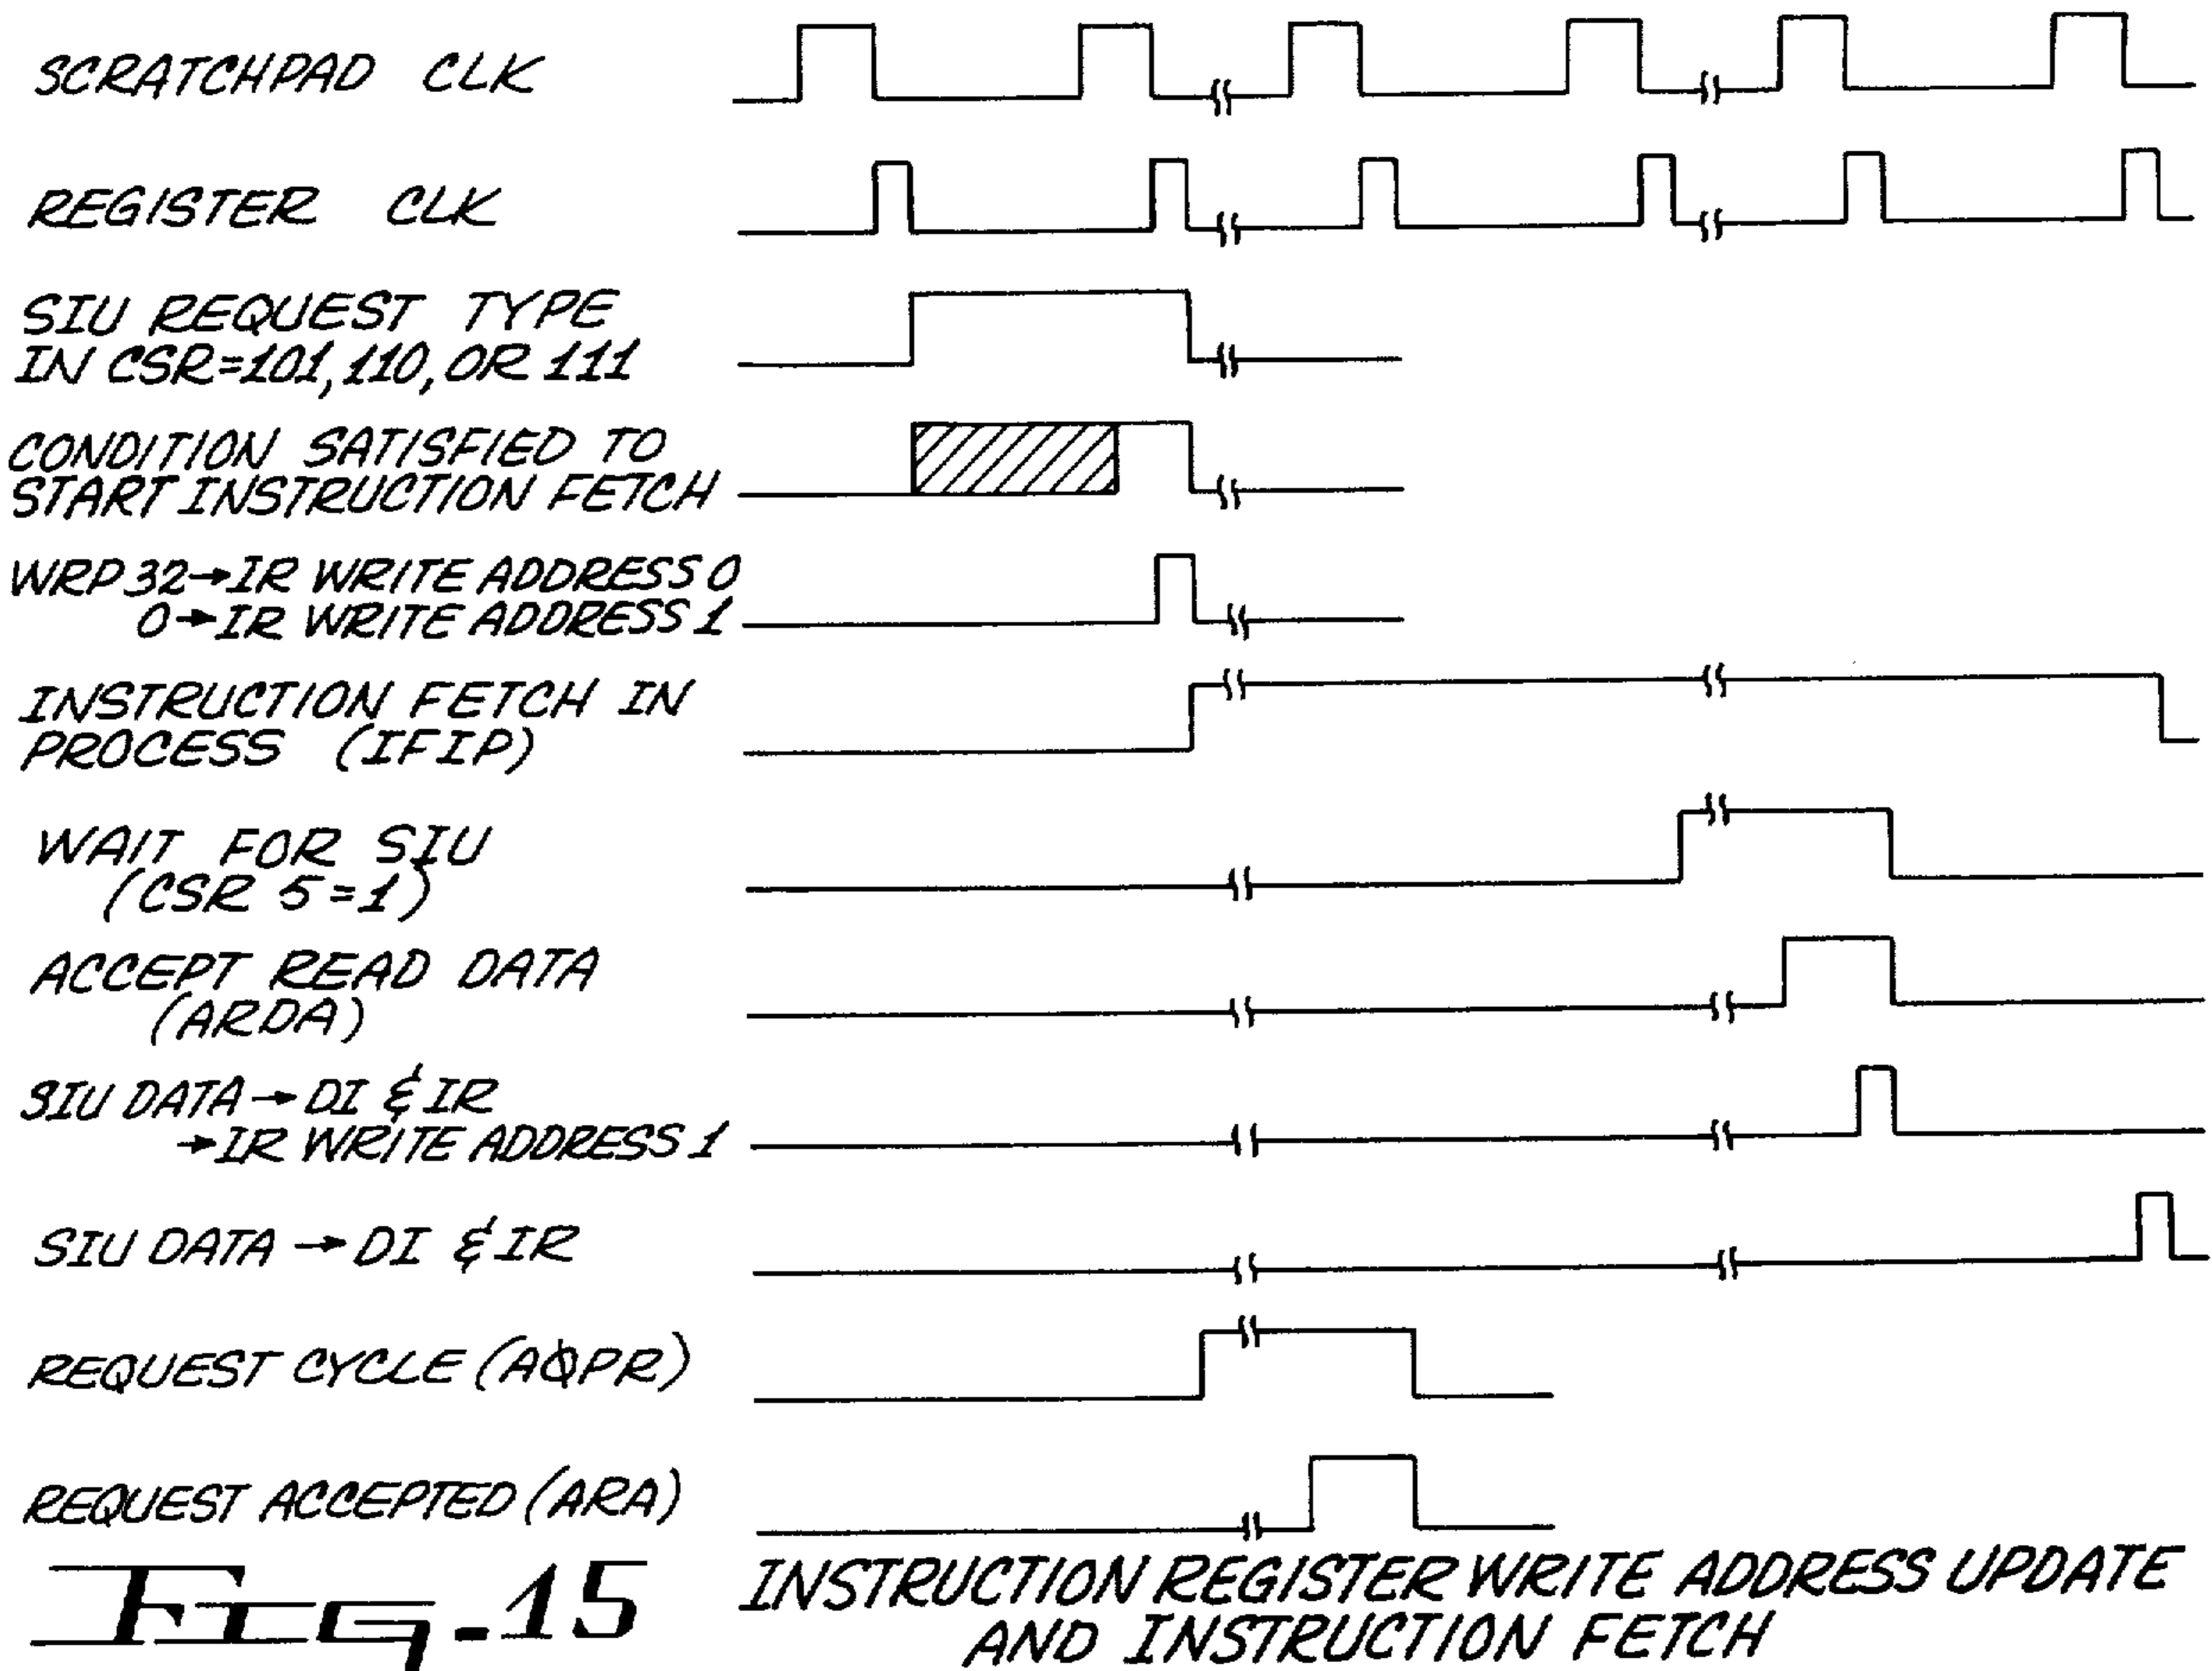 SCRATCHPAD CLK
REGISTER CLK
SIU REQUEST TYPE
IN CSR=101, 110, OR 111
CONDITION SATISFIED TO
START INSTRUCTION FETCH
WRP 32→IR WRITE ADDRESS 0
0→IR WRITE ADDRESS 1
INSTRUCTION FETCH IN
PROCESS (IFIP)
WAIT FOR SIU
(CSR 5=1)
ACCEPT READ DATA
(ARDA)
SIU DATA→DI & IR
→IR WRITE ADDRESS 1
SIU DATA→DI & IR
REQUEST CYCLE (AØPR)
REQUEST ACCEPTED (ARA)
FIG.15
INSTRUCTION REGISTER WRITE ADDRESS UPDATE
AND INSTRUCTION FETCH